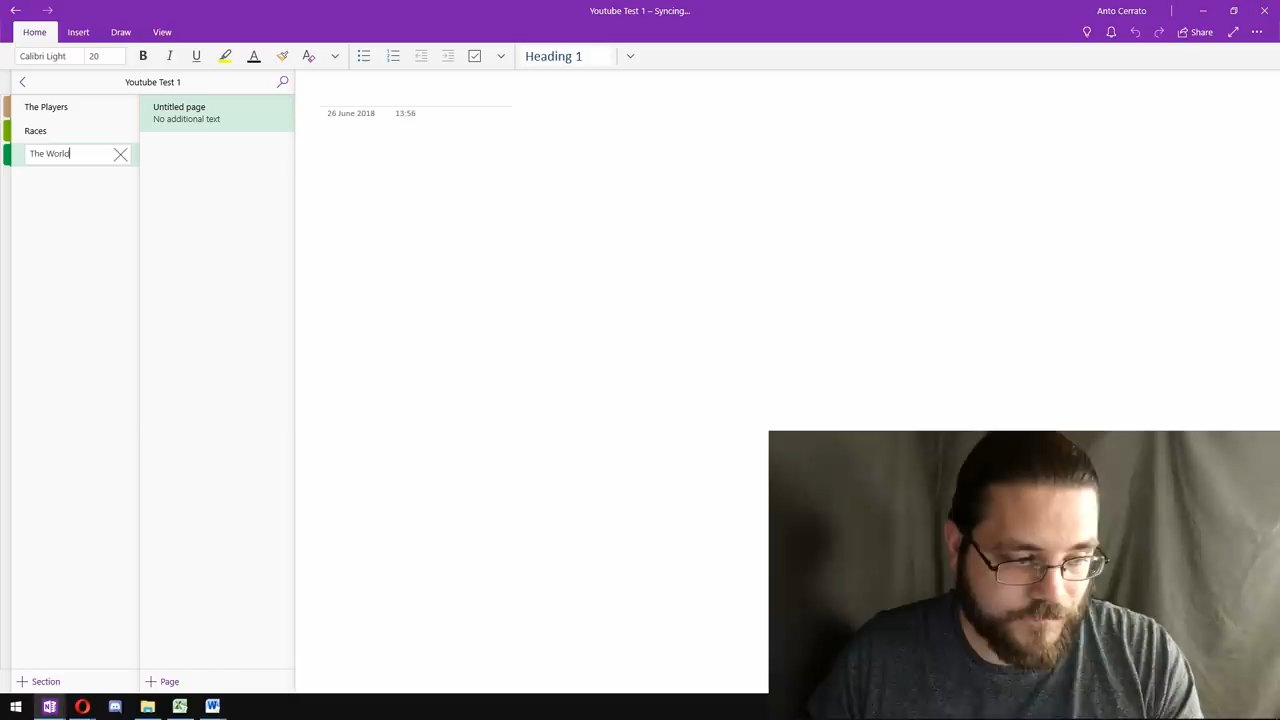 Youtube Test 1 – Syncing...
Anto Cerrato
Home
Insert
Draw
View
Share
Calibri Light
20
B
I
U
A
Heading 1
Youtube Test 1
The Players
Races
The World
Untitled page
No additional text
26 June 2018
13:56
Section
Page